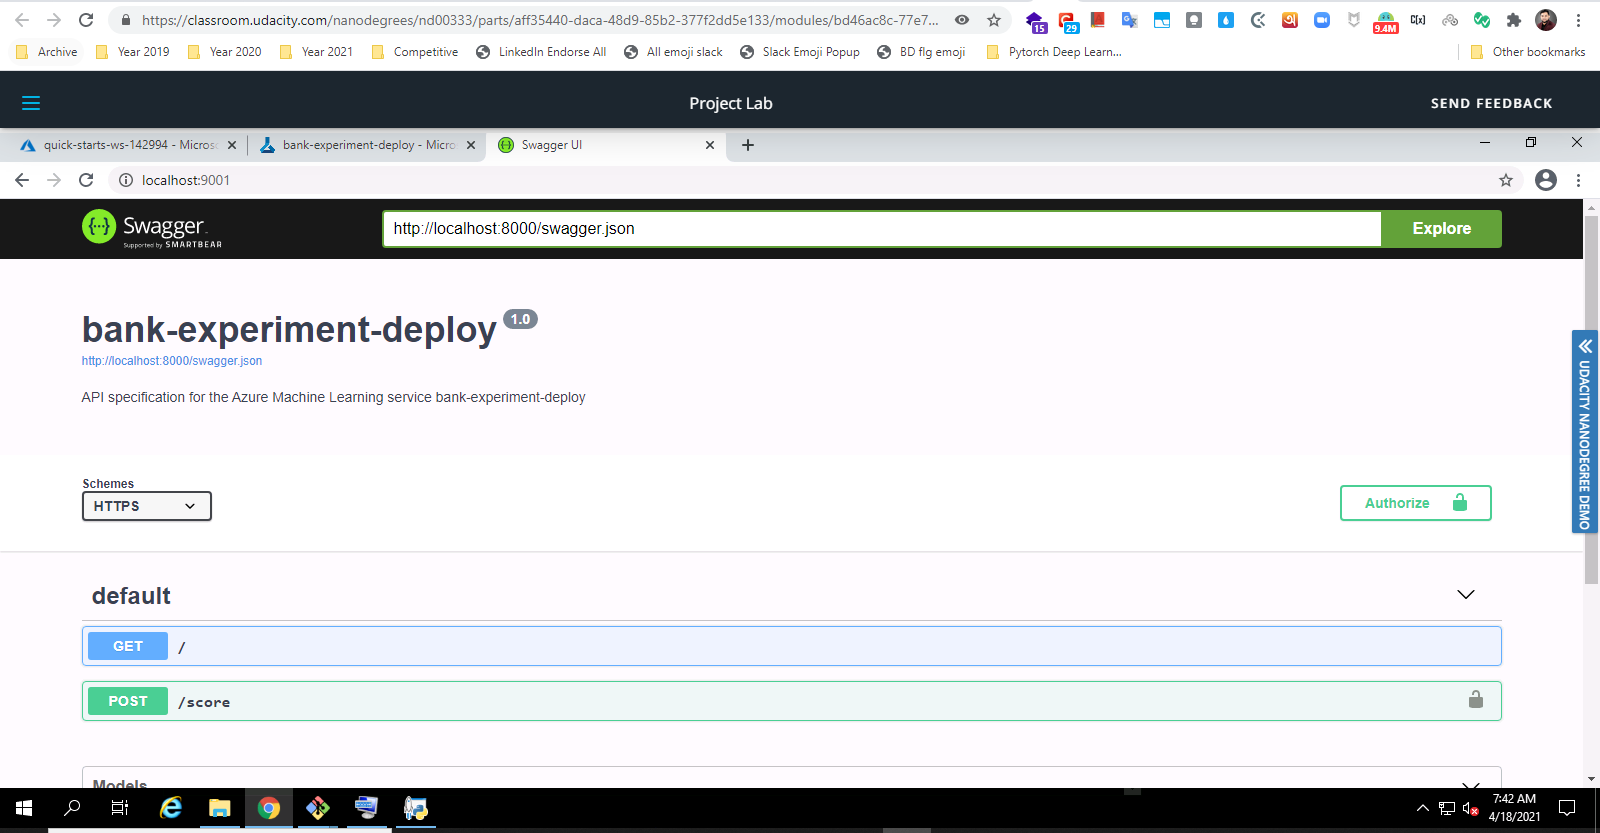 https://classroom.udacity.com/nanodegrees/nd00333/parts/aff35440-daca-48d9-85b2-377f2dd5e133/modules/bd46ac8c-77e7...
15
29
9.4M
C[x]
Archive Year 2019 Year 2020 Year 2021 Competitive LinkedIn Endorse All All emoji slack Slack Emoji Popup BD flg emoji Pytorch Deep Learn... Other bookmarks
Project Lab
SEND FEEDBACK
quick-starts-ws-142994 - Microsc
bank-experiment-deploy - Micro
Swagger UI
localhost:9001
{··} Swagger
Supported by SMARTBEAR
http://localhost:8000/swagger.json
Explore
bank-experiment-deploy 1.0
http://localhost:8000/swagger.json
API specification for the Azure Machine Learning service bank-experiment-deploy
UDACITY NANODEGREE DEMO
Schemes
HTTPS
Authorize
default
GET /
POST /score
Models
7:42 AM
4/18/2021